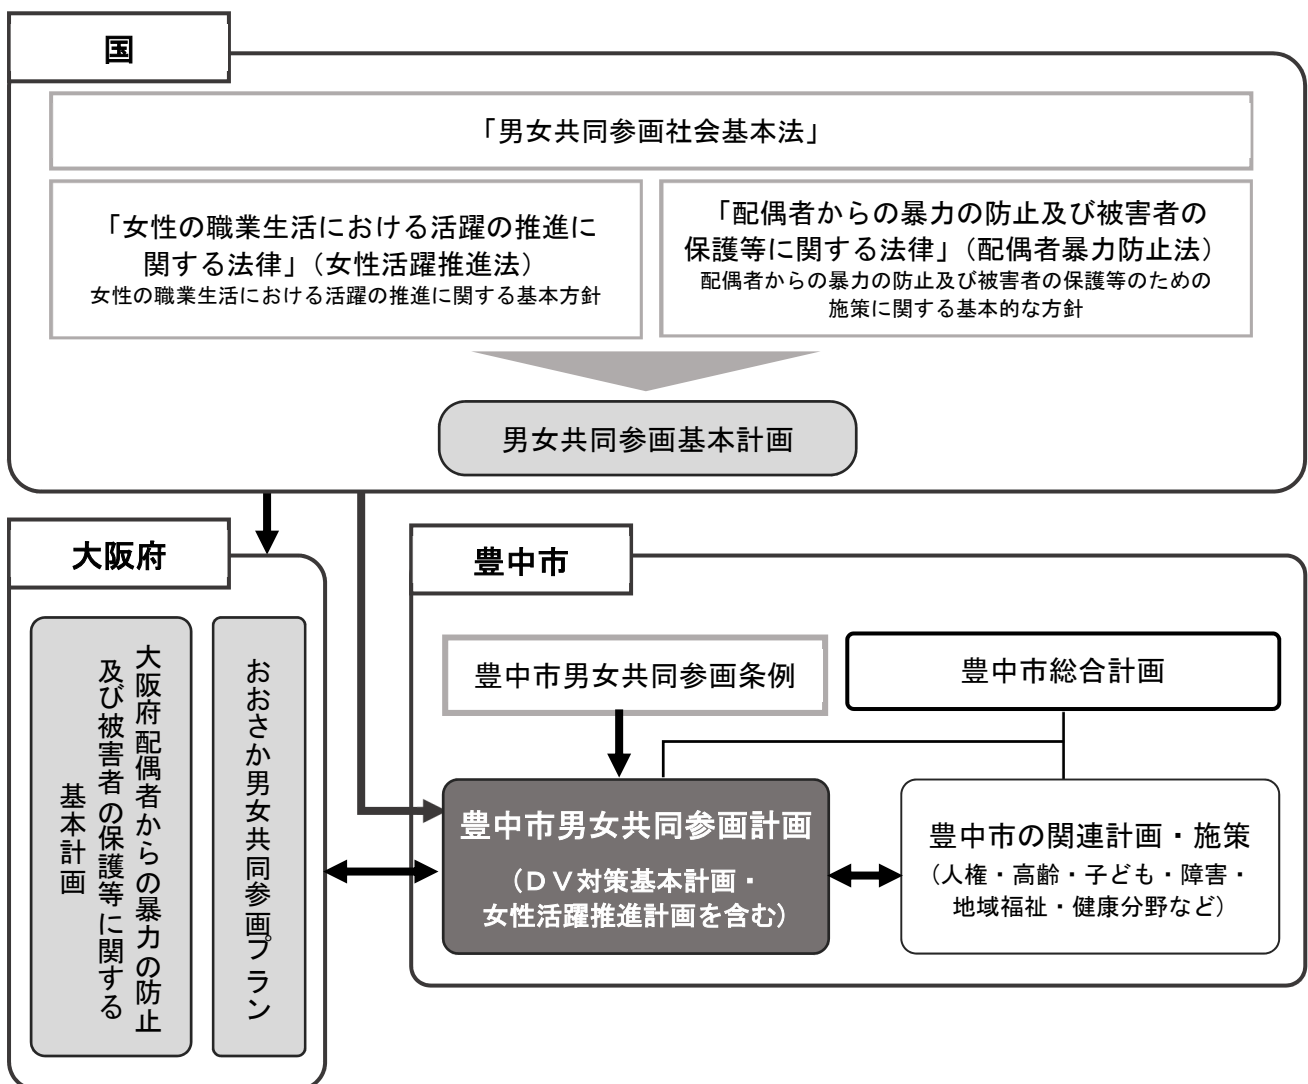 国
「男女共同参画社会基本法」
「女性の職業生活における活躍の推進に
関する法律」（女性活躍推進法）
女性の職業生活における活躍の推進に関する基本方針
「配偶者からの暴力の防止及び被害者の
保護等に関する法律」（配偶者暴力防止法）
配偶者からの暴力の防止及び被害者の保護等のための
施策に関する基本的な方針
男女共同参画基本計画
大阪府
大阪府配偶者からの暴力の防止
及び被害者の保護等に関する
基本計画
おおさか男女共同参画プラン
豊中市
豊中市男女共同参画条例
豊中市総合計画
豊中市男女共同参画計画
（ＤＶ対策基本計画・
女性活躍推進計画を含む）
豊中市の関連計画・施策
（人権・高齢・子ども・障害・
地域福祉・健康分野など）